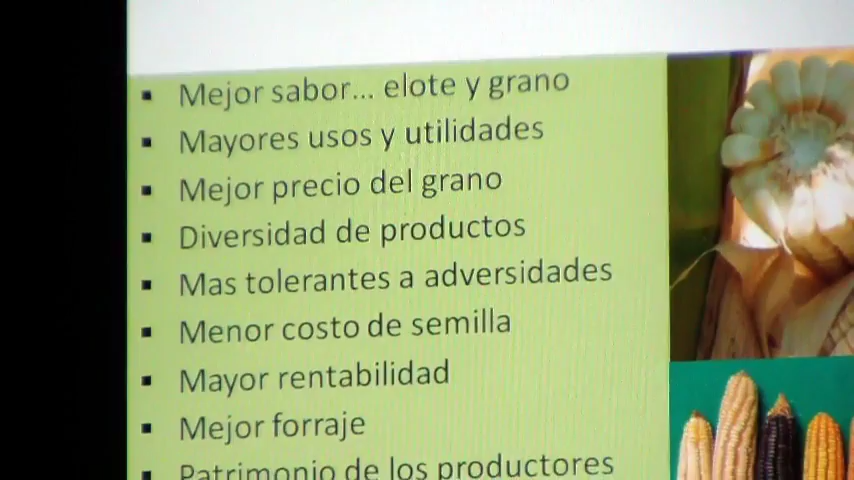 ▪ Mejor sabor... elote y grano
▪ Mayores usos y utilidades
▪ Mejor precio del grano
▪ Diversidad de productos
▪ Mas tolerantes a adversidades
▪ Menor costo de semilla
▪ Mayor rentabilidad
▪ Mejor forraje
▪ Patrimonio de los productores